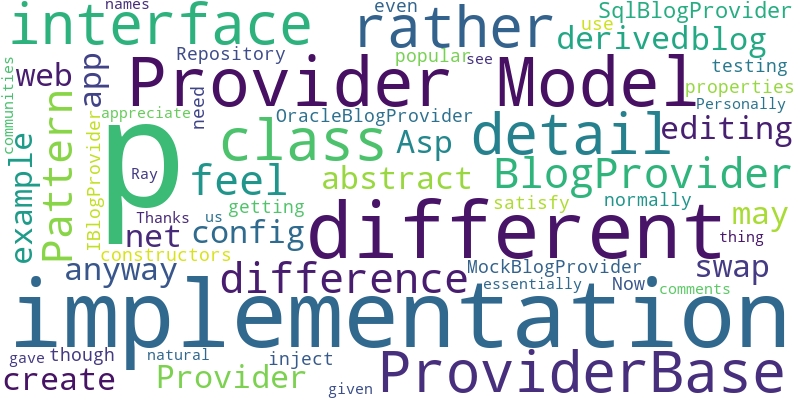 names
even
SqlBlogProvider
interface
rather
use
derived
blog
Repository
popular
see
web
app
Provider Model
testing
properties
communities
Personally
need
appreciate
OracleBlogProvider
Pattern
p
class
Asp
detail
editing
example
IBlogProvider
Ray
feel
abstract
BlogProvider
satisfy
normally
getting
may
Thanks
us
net
config
different
thing
constructors
anyway
difference
MockBlogProvider
swap
essentially
Now
comments
implementation
gave
though
natural
inject
create
Provider
given
ProviderBase